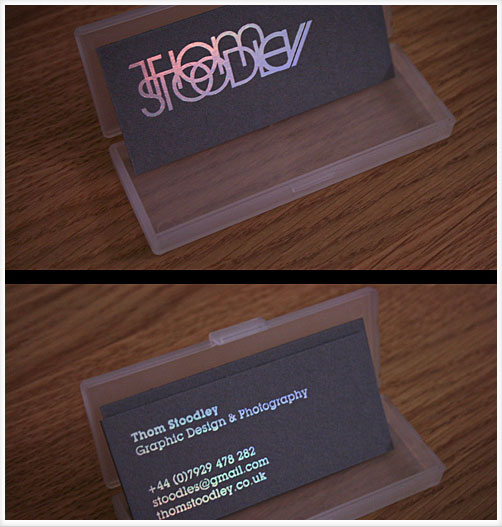 THOM
STOODLEY
Thom Stoodley
Graphic Design & Photography
+44 (0)7929 478 282
stoodles@gmail.com
thomstoodley.co.uk